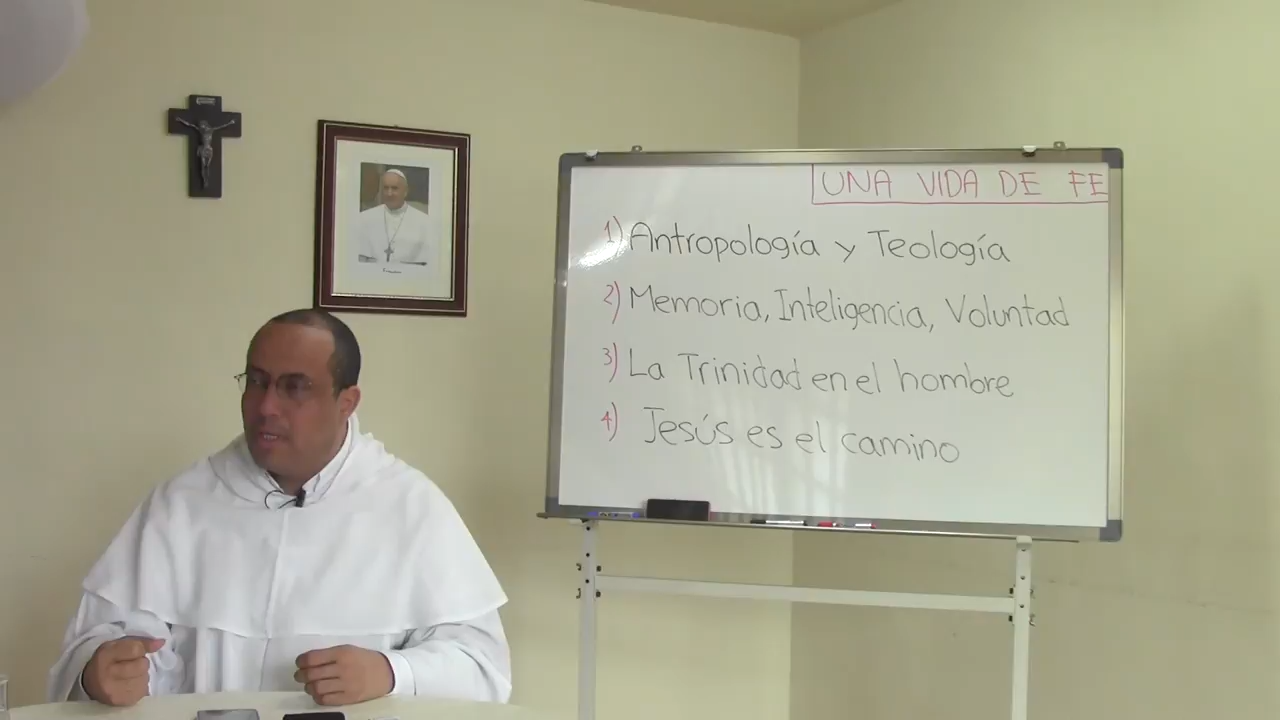 UNA VIDA DE FE
1) Antropología y Teología
2) Memoria, Inteligencia, Voluntad
3) La Trinidad en el hombre
4) Jesús es el camino